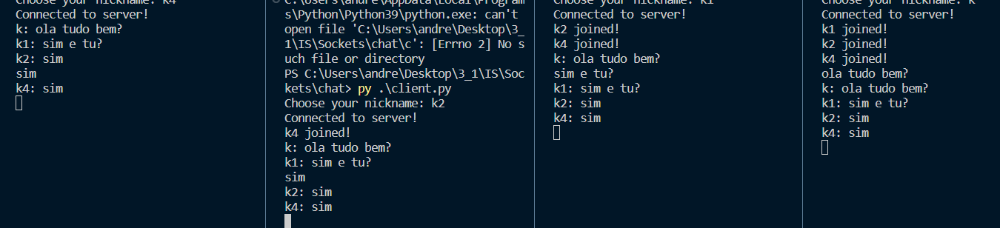 Choose your nickname: k4
Connected to server!
k: ola tudo bem?
k1: sim e tu?
k2: sim
sim
k4: sim
C:\Users\andre\AppData\Local\Program
s\Python\Python39\python.exe: can't
open file 'C:\Users\andre\Desktop\3_
1\IS\Sockets\chat\c': [Errno 2] No s
uch file or directory
PS C:\Users\andre\Desktop\3_1\IS\Soc
kets\chat> py .\client.py
Choose your nickname: k2
Connected to server!
k4 joined!
k: ola tudo bem?
k1: sim e tu?
sim
k2: sim
k4: sim
Choose your nickname: k1
Connected to server!
k2 joined!
k4 joined!
k: ola tudo bem?
sim e tu?
k1: sim e tu?
k2: sim
k4: sim
Choose your nickname: k
Connected to server!
k1 joined!
k2 joined!
k4 joined!
ola tudo bem?
k: ola tudo bem?
k1: sim e tu?
k2: sim
k4: sim